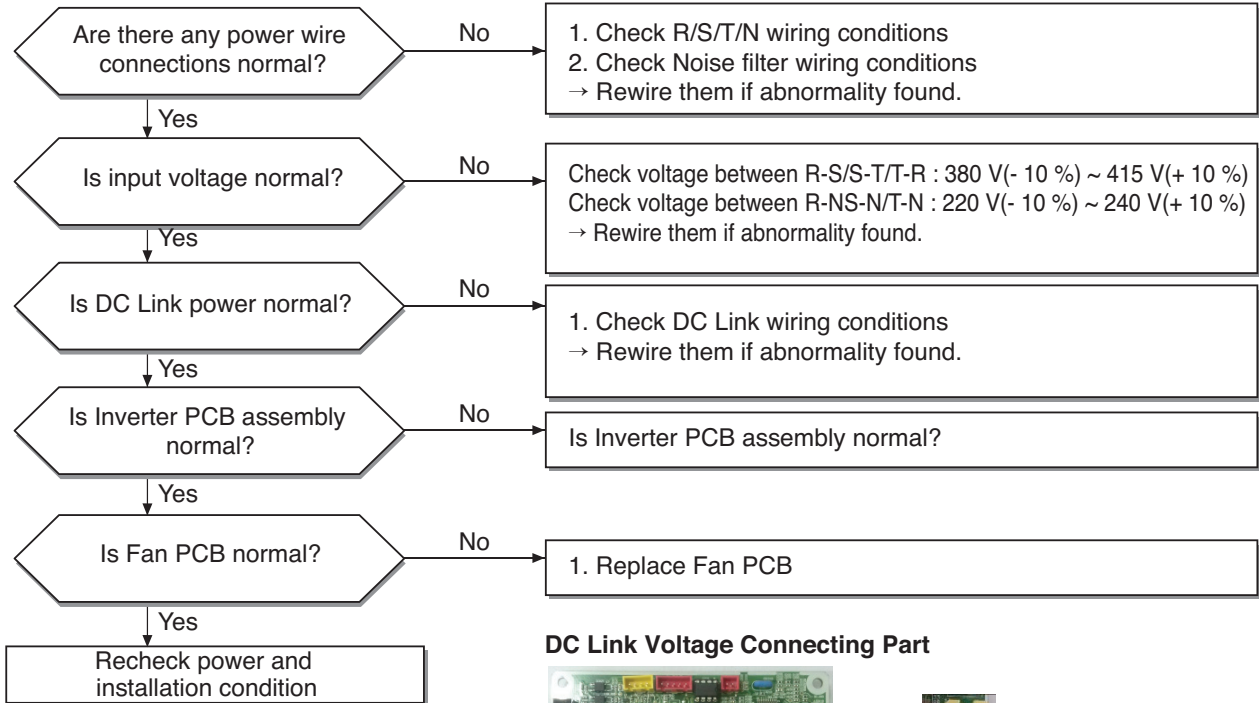 Are there any power wire
connections normal?
No
1. Check R/S/T/N wiring conditions
2. Check Noise filter wiring conditions
→ Rewire them if abnormality found.
Yes
Is input voltage normal?
No
Check voltage between R-S/S-T/T-R : 380 V(- 10 %) ~ 415 V(+ 10 %)
Check voltage between R-NS-N/T-N : 220 V(- 10 %) ~ 240 V(+ 10 %)
→ Rewire them if abnormality found.
Yes
Is DC Link power normal?
No
1. Check DC Link wiring conditions
→ Rewire them if abnormality found.
Yes
Is Inverter PCB assembly
normal?
No
Is Inverter PCB assembly normal?
Yes
Is Fan PCB normal?
No
1. Replace Fan PCB
Yes
Recheck power and
installation condition
DC Link Voltage Connecting Part